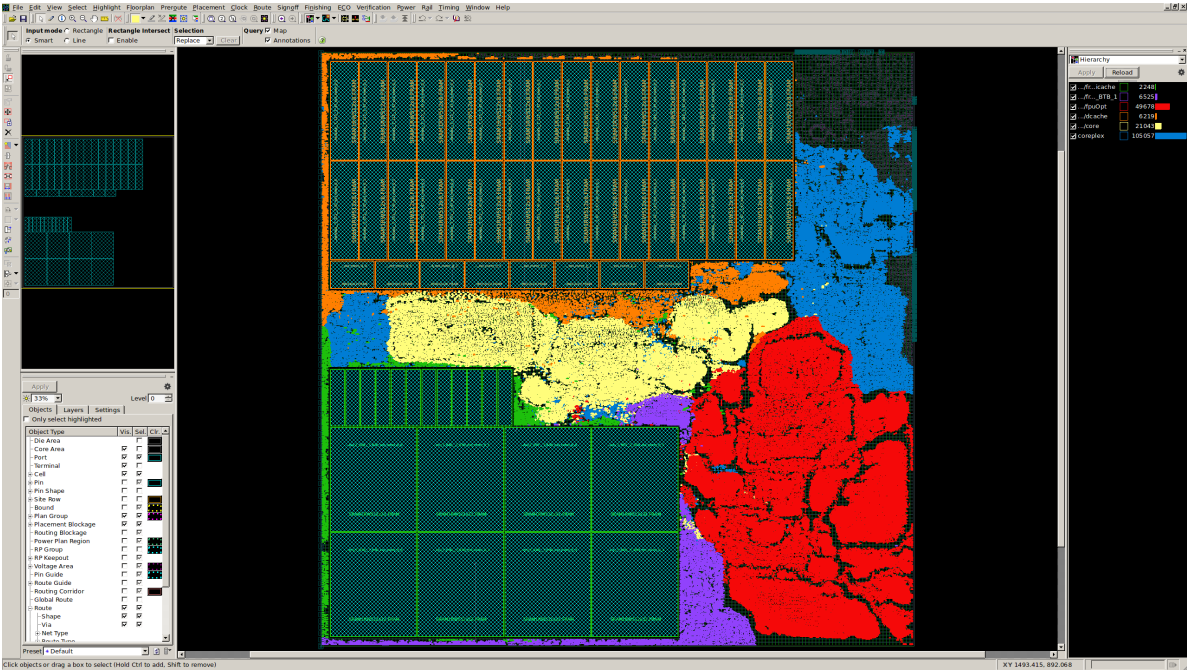 File Edit View Select Highlight Floorplan Preroute Placement Clock Route Signoff Finishing ECO Verification Power Rail Timing Window Help
Input mode Rectangle Rectangle Intersect Selection Query Map
Smart Line Enable Replace Clear Annotations
Hierarchy
Apply Reload
.../fr...icache 2248
.../fr..._BTB_1 6525
.../fpuOpt 49678
.../dcache 6219
.../core 21043
coreplex 105057
Apply
33% Level 0
Objects Layers Settings
Only select highlighted
Object Type Vis. Sel. Clr.
Die Area
Core Area
Port
Terminal
Cell
Pin
Pin Shape
Site Row
Bound
Plan Group
Placement Blockage
Routing Blockage
Power Plan Region
RP Group
RP Keepout
Voltage Area
Pin Guide
Route Guide
Routing Corridor
Global Route
Route
Shape
Via
Net Type
Route Type
Preset Default
Click objects or drag a box to select (Hold Ctrl to add, Shift to remove)
XY 1493.415, 892.068